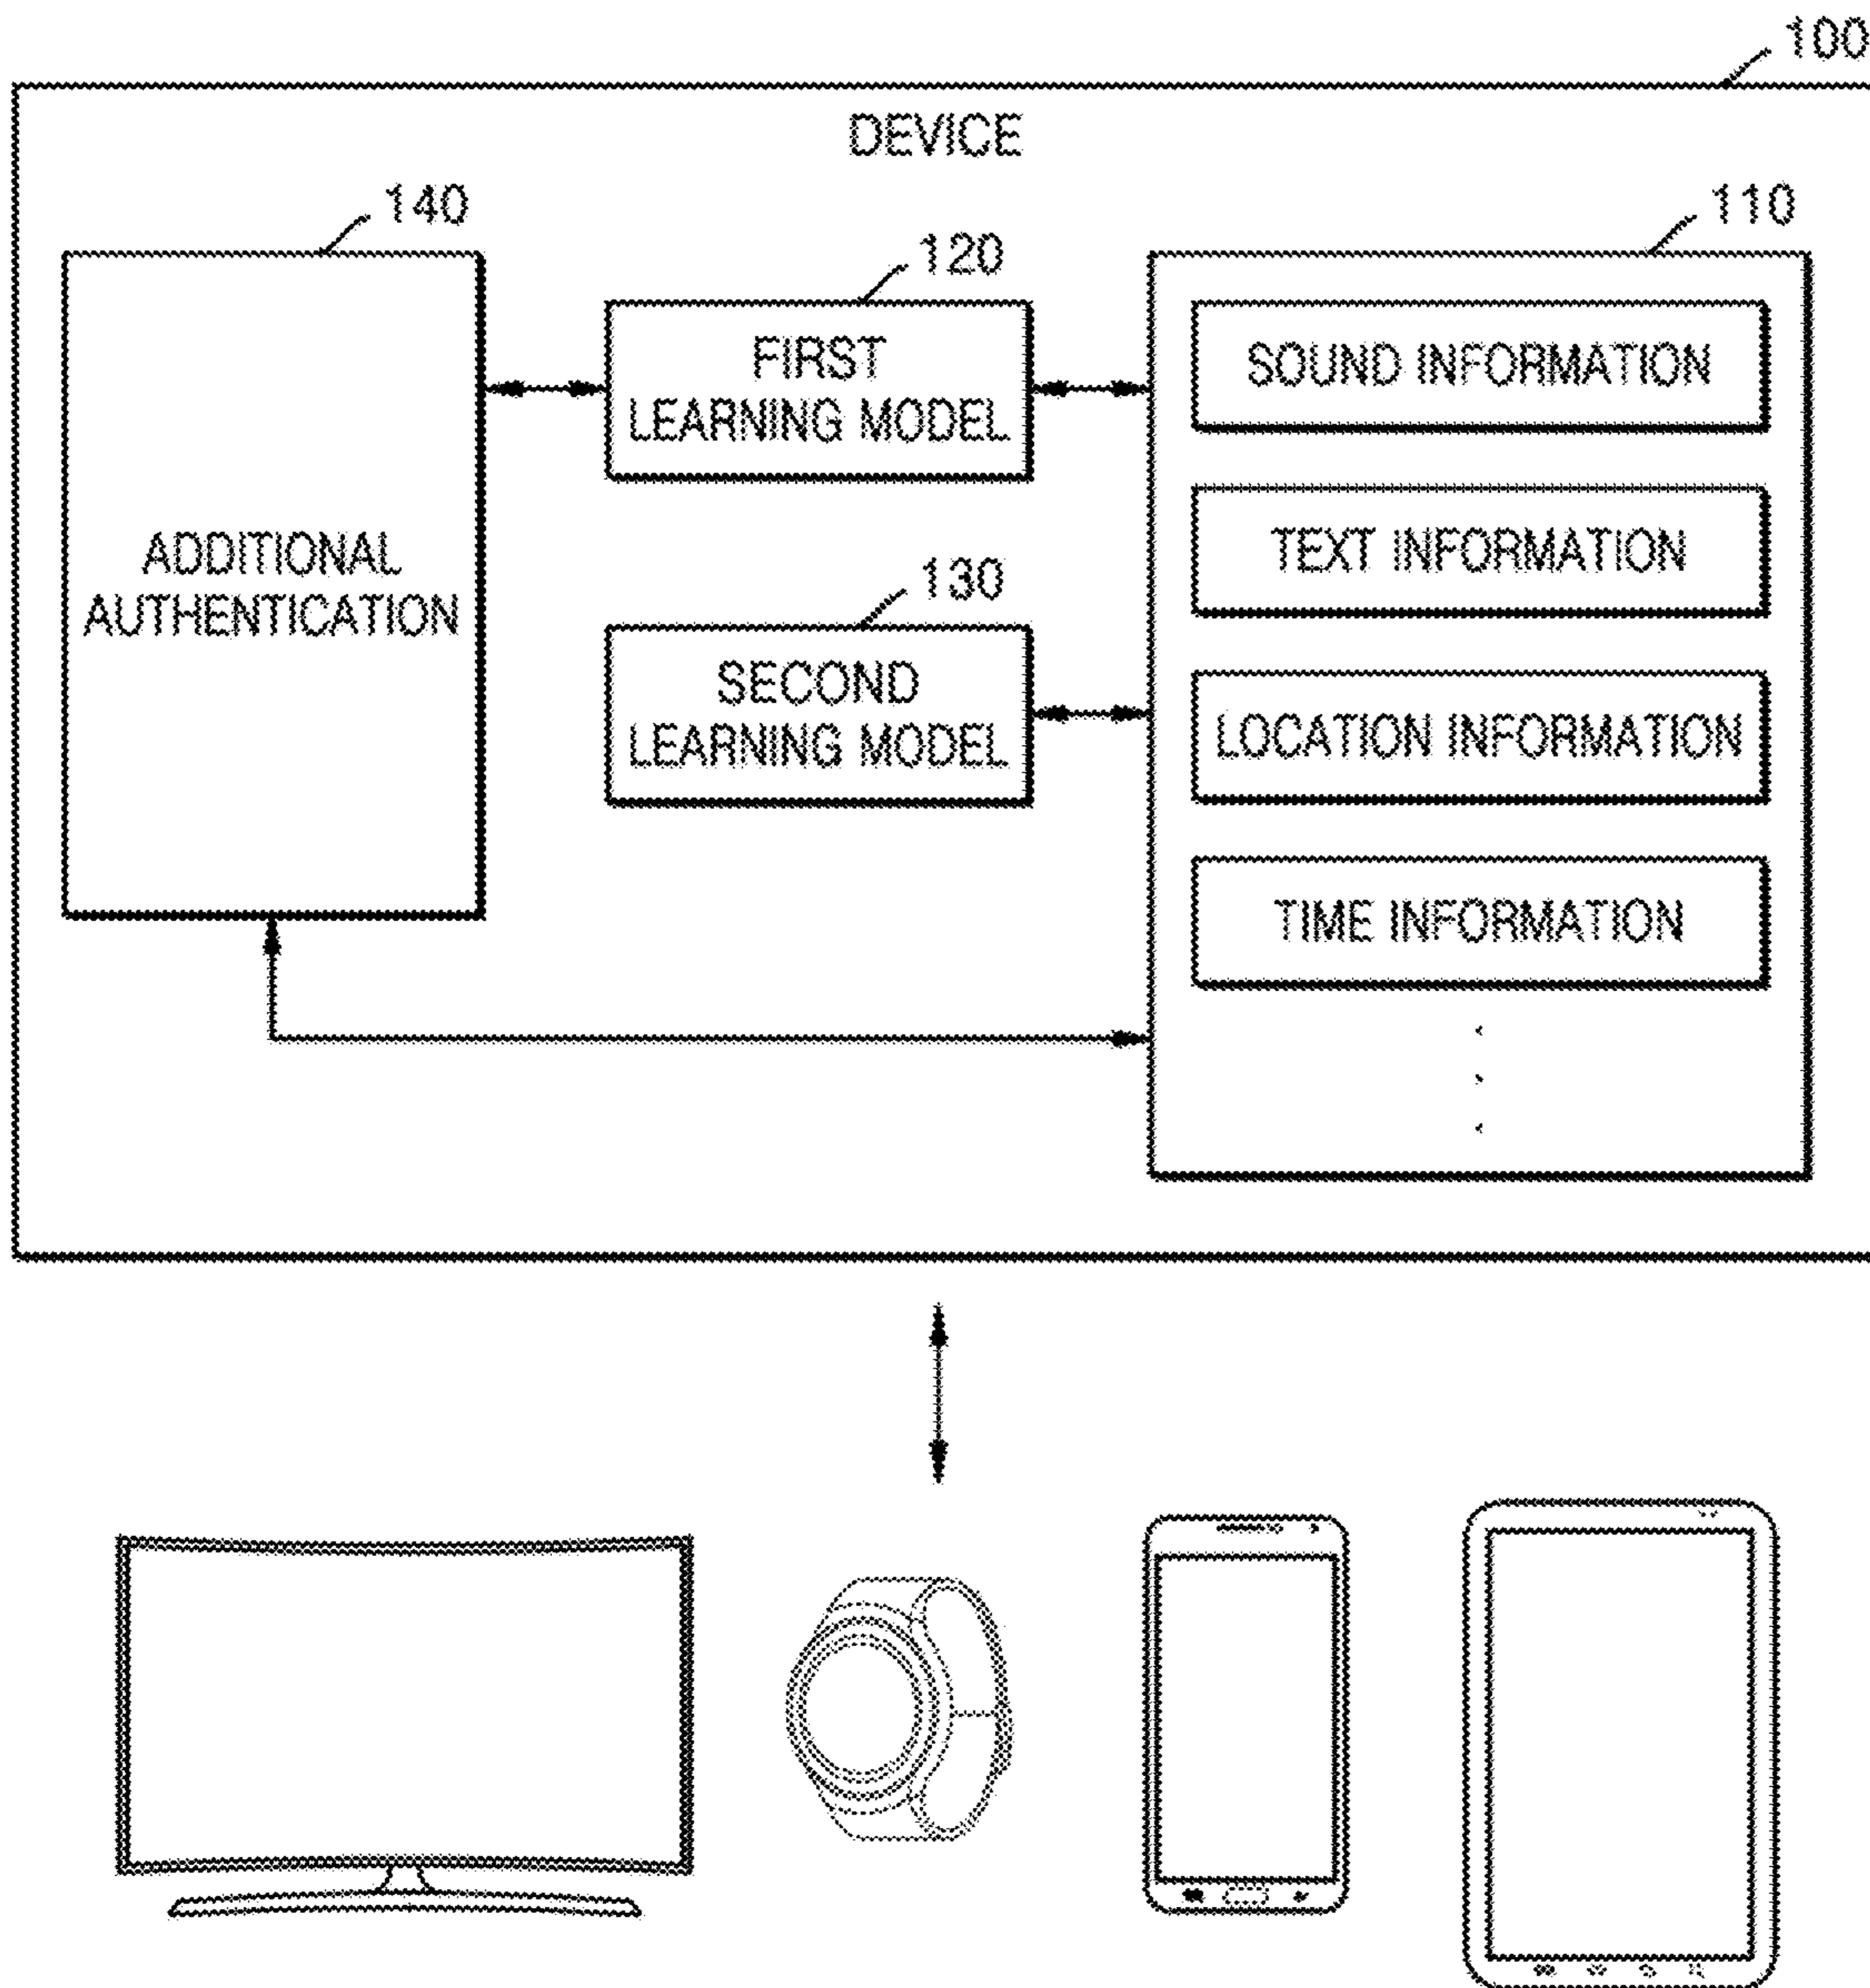 100
DEVICE
140
ADDITIONAL
AUTHENTICATION
120
FIRST
LEARNING MODEL
130
SECOND
LEARNING MODEL
110
SOUND INFORMATION
TEXT INFORMATION
LOCATION INFORMATION
TIME INFORMATION